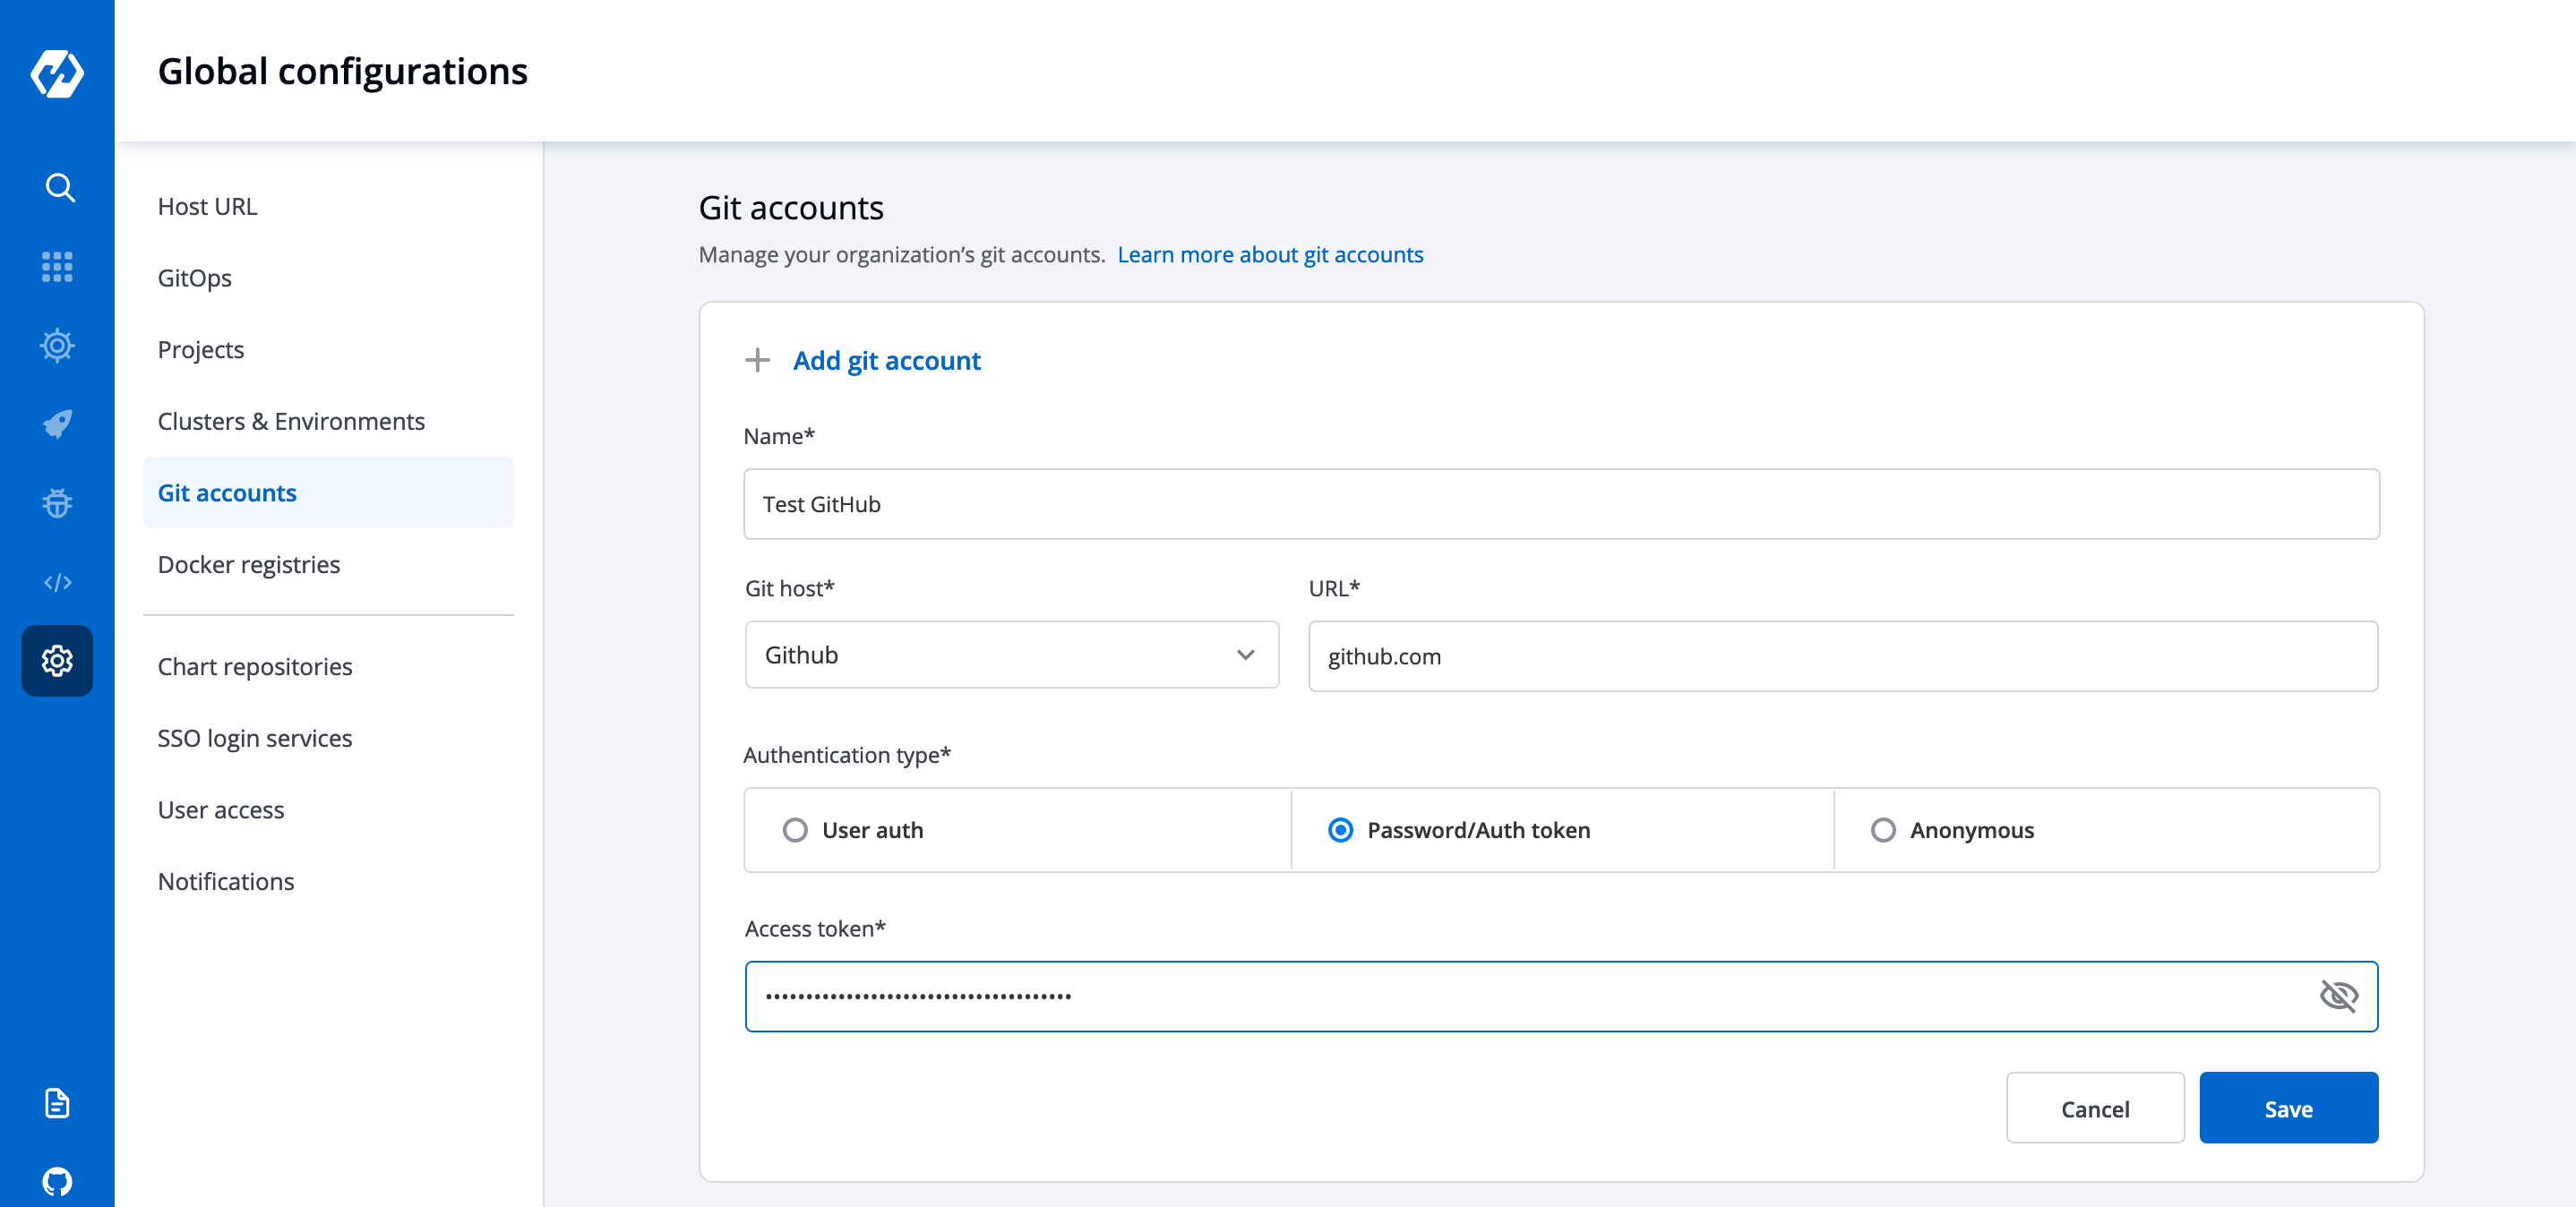 Global configurations
Host URL
GitOps
Projects
Clusters & Environments
Git accounts
Docker registries
Chart repositories
SSO login services
User access
Notifications
Git accounts
Manage your organization’s git accounts. Learn more about git accounts
Add git account
Name*
Test GitHub
Git host* URL*
Github github.com
Authentication type*
User auth Password/Auth token Anonymous
Access token*
••••••••••••••••••••••••••••••••••••••
Cancel Save